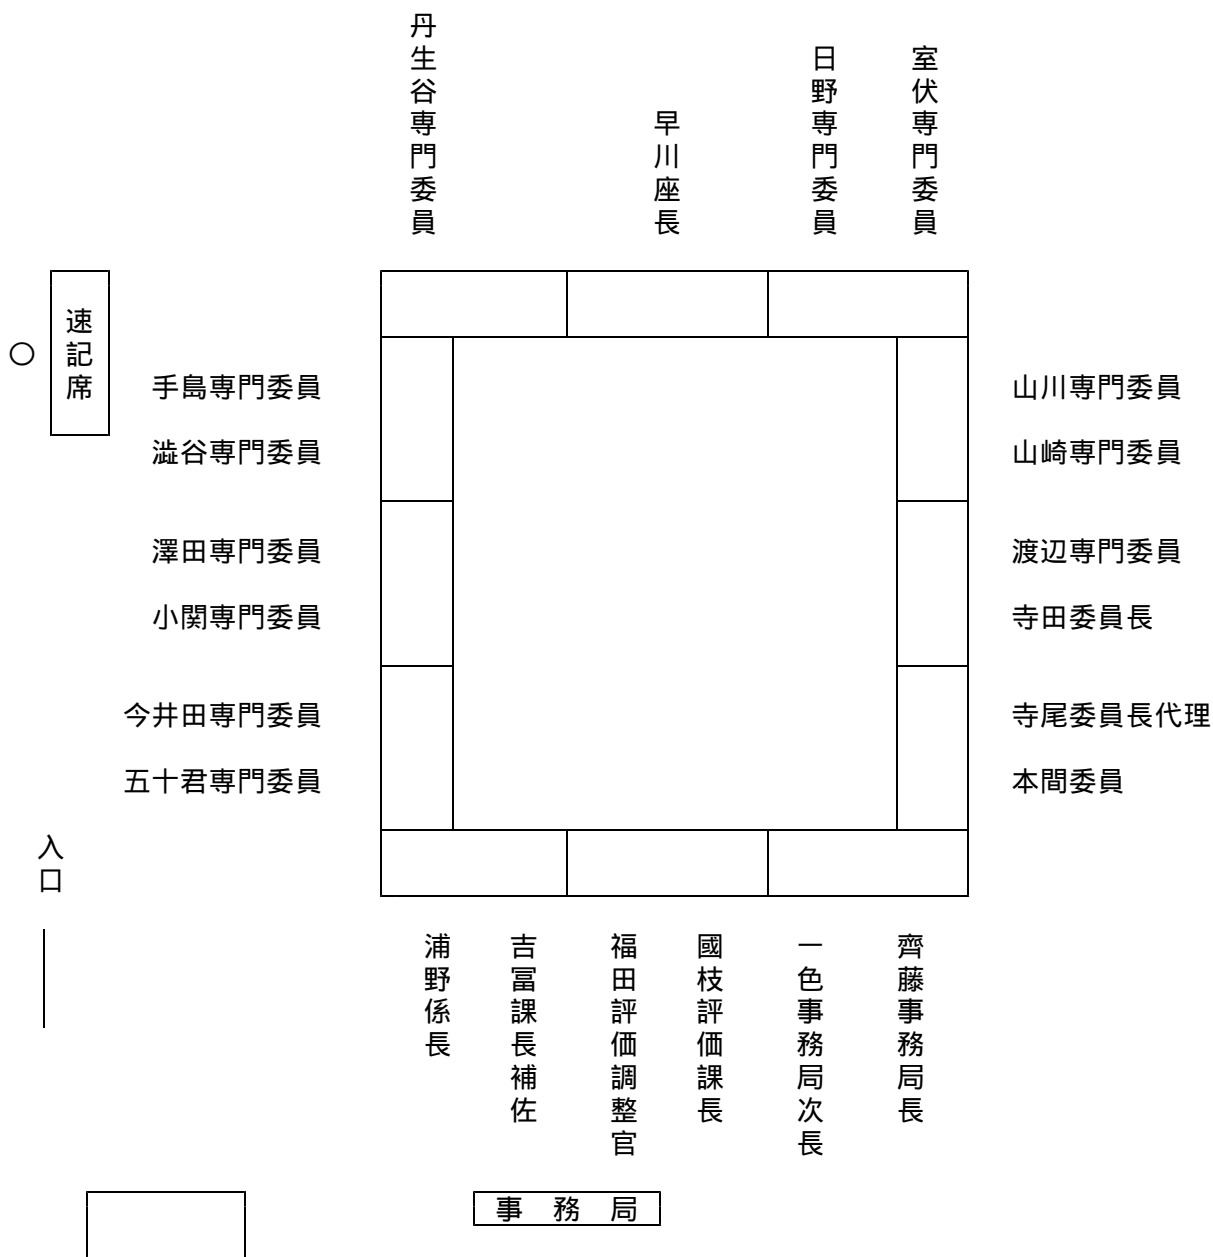 丹生谷専門委員
早川座長
日野専門委員
室伏専門委員
速記席
○
手島専門委員
澁谷専門委員
澤田専門委員
小関専門委員
今井田専門委員
五十君専門委員
山川専門委員
山崎専門委員
渡辺専門委員
寺田委員長
寺尾委員長代理
本間委員
入口
浦野係長
吉冨課長補佐
福田評価調整官
國枝評価課長
一色事務局次長
齊藤事務局長
事務局